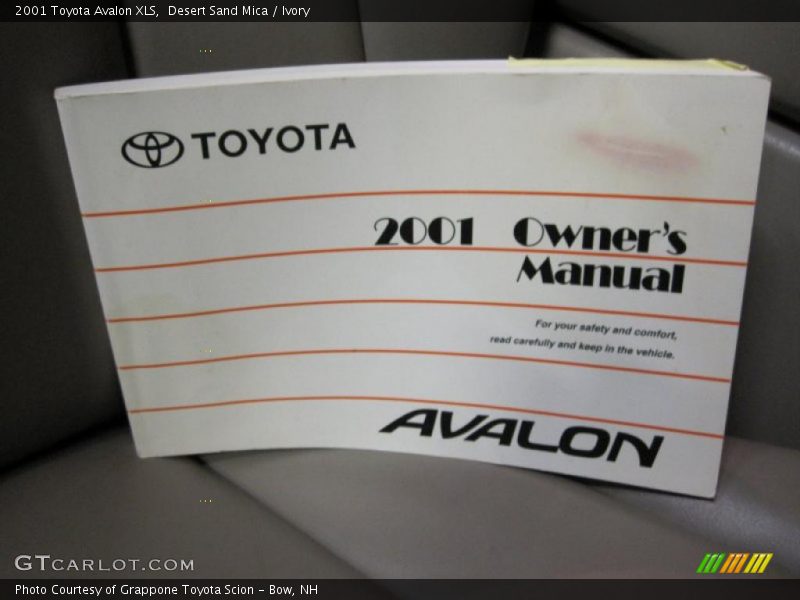 2001 Toyota Avalon XLS,  Desert Sand Mica / Ivory
TOYOTA
2001 Owner's
Manual
For your safety and comfort,
read carefully and keep in the vehicle.
AVALON
GTCARLOT.COM
Photo Courtesy of Grappone Toyota Scion - Bow, NH